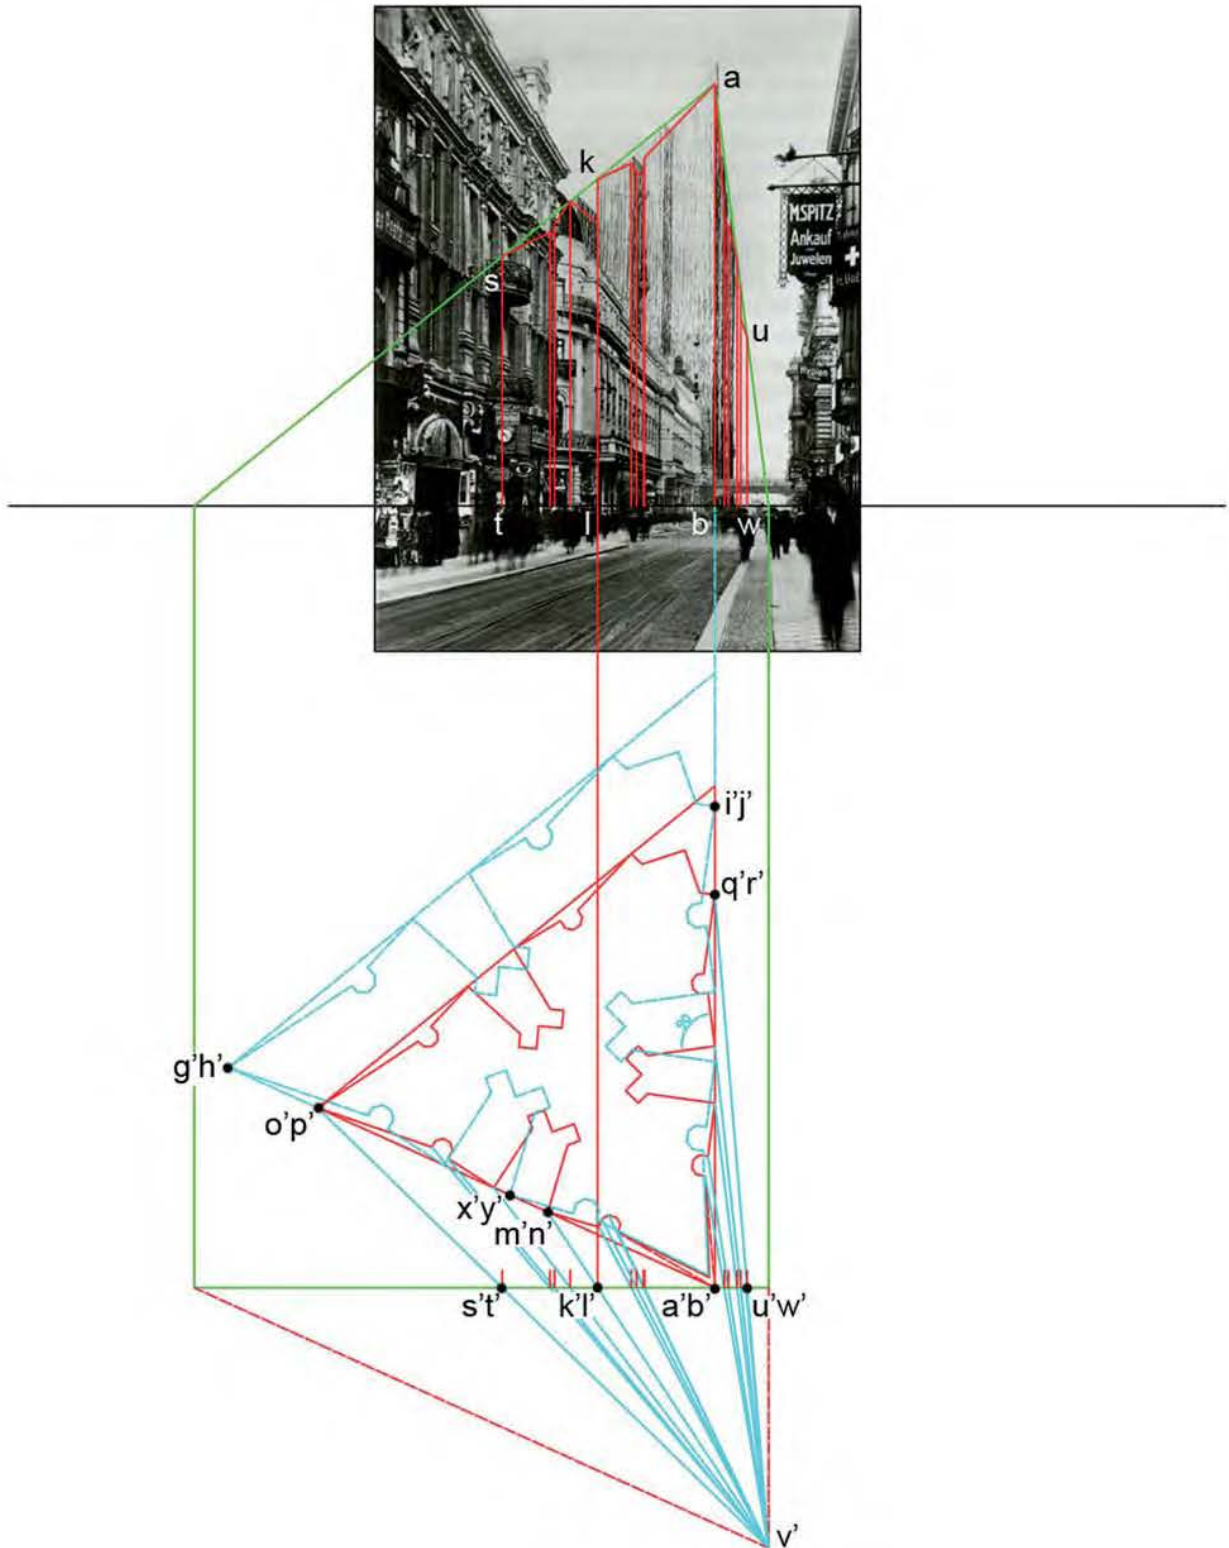 a
k
MSPITZ
Ankauf
Juwelen
s
u
t
l
b
w
i'j'
q'r'
g'h'
o'p'
x'y'
m'n'
s't'
k'l'
a'b'
u'w'
v'